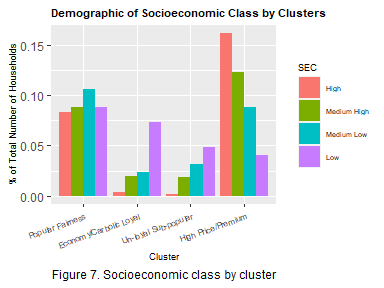 Demographic of Socioeconomic Class by Clusters
% of Total Number of Households
0.15
0.10
0.05
0.00
Popular Fairness
Economy/Carbolic Loyal
Un-loyal Sub-popular
High Price/Premium
Cluster
SEC
High
Medium High
Medium Low
Low
Figure 7. Socioeconomic class by cluster